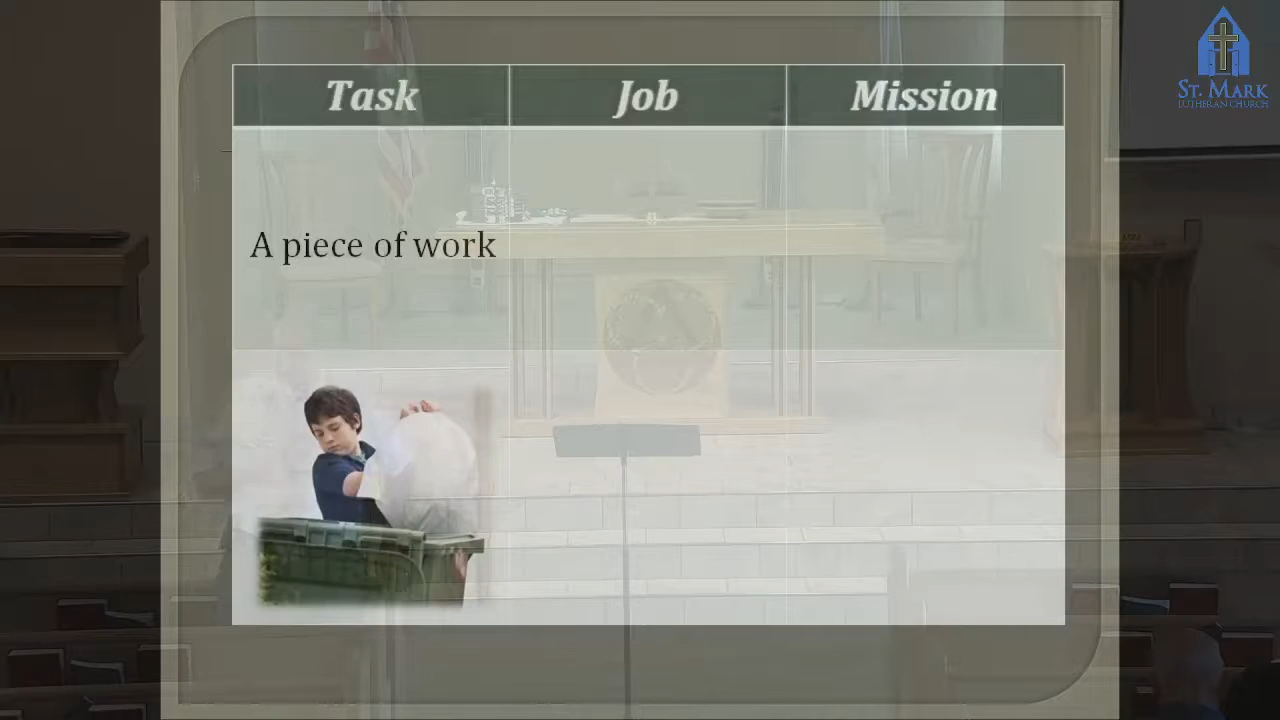 Task Job Mission
A piece of work
St. Mark
Lutheran Church